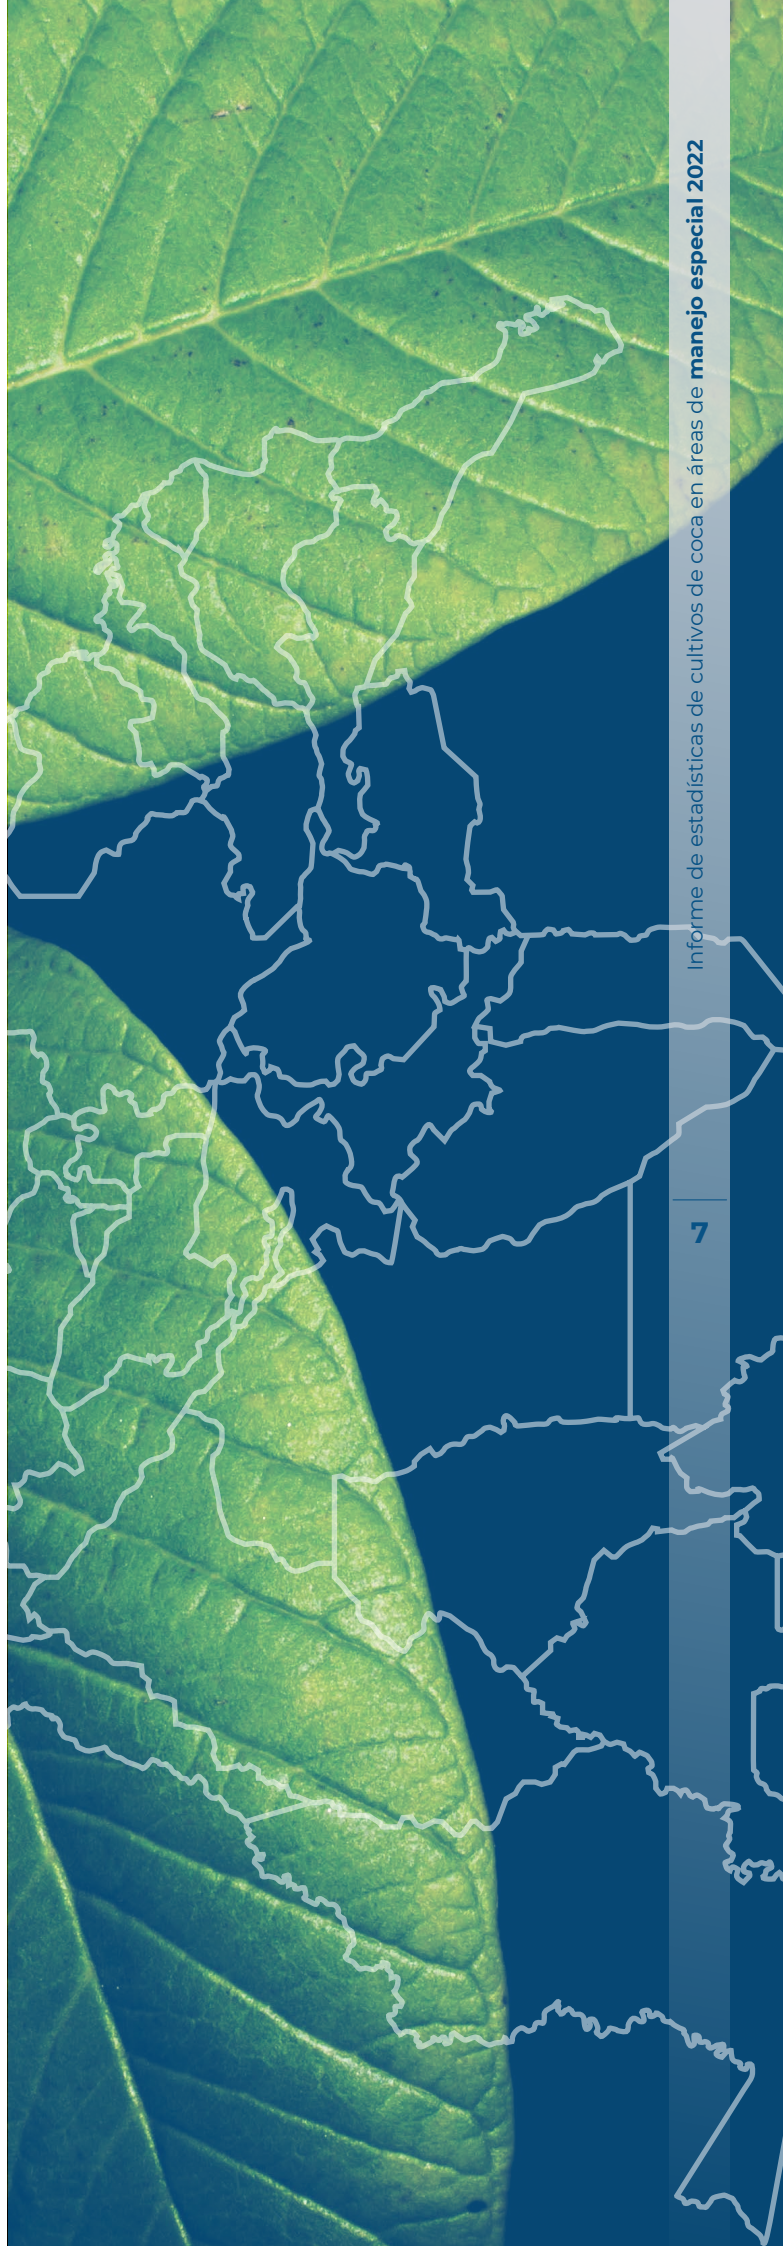 Informe de estadísticas de cultivos de coca en áreas de manejo especial 2022
7